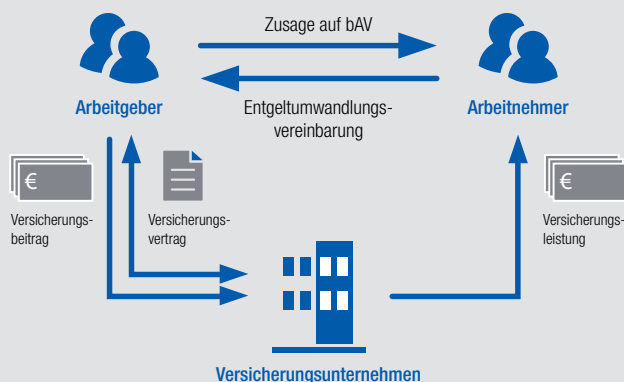 Zusage auf bAV
Arbeitgeber
Entgeltumwandlungs-
vereinbarung
Arbeitnehmer
€
Versicherungs-
beitrag
Versicherungs-
vertrag
€
Versicherungs-
leistung
Versicherungsunternehmen